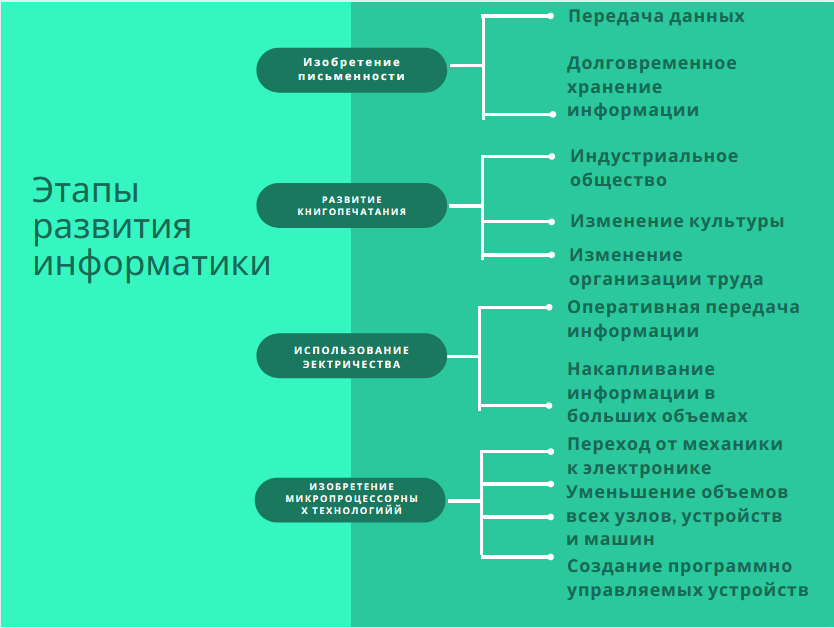 Этапы
развития
информатики
Изобретение
письменности
Передача данных
Долговременное
хранение
информации
РАЗВИТИЕ
КНИГОПЕЧАТАНИЯ
Индустриальное
общество
Изменение культуры
Изменение
организации труда
ИСПОЛЬЗОВАНИЕ
ЭЕКТРИЧЕСТВА
Оперативная передача
информации
Накапливание
информации в
больших объемах
ИЗОБРЕТЕНИЕ
МИКРОПРОЦЕССОРНЫ
Х ТЕХНОЛОГИЙЙ
Переход от механики
к электронике
Уменьшение объемов
всех узлов, устройств
и машин
Создание программно
управляемых устройств